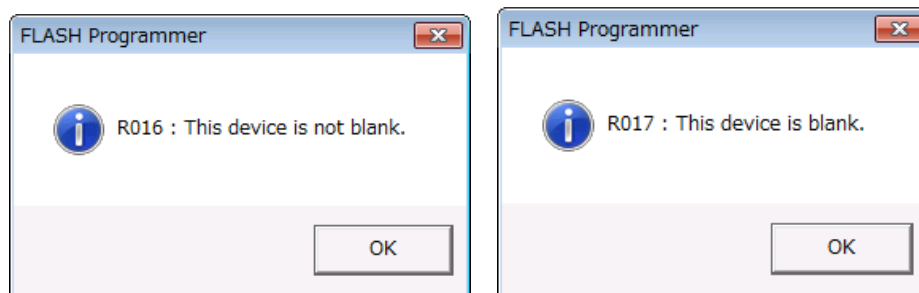 FLASH Programmer
R016 : This device is not blank.
OK
FLASH Programmer
R017 : This device is blank.
OK